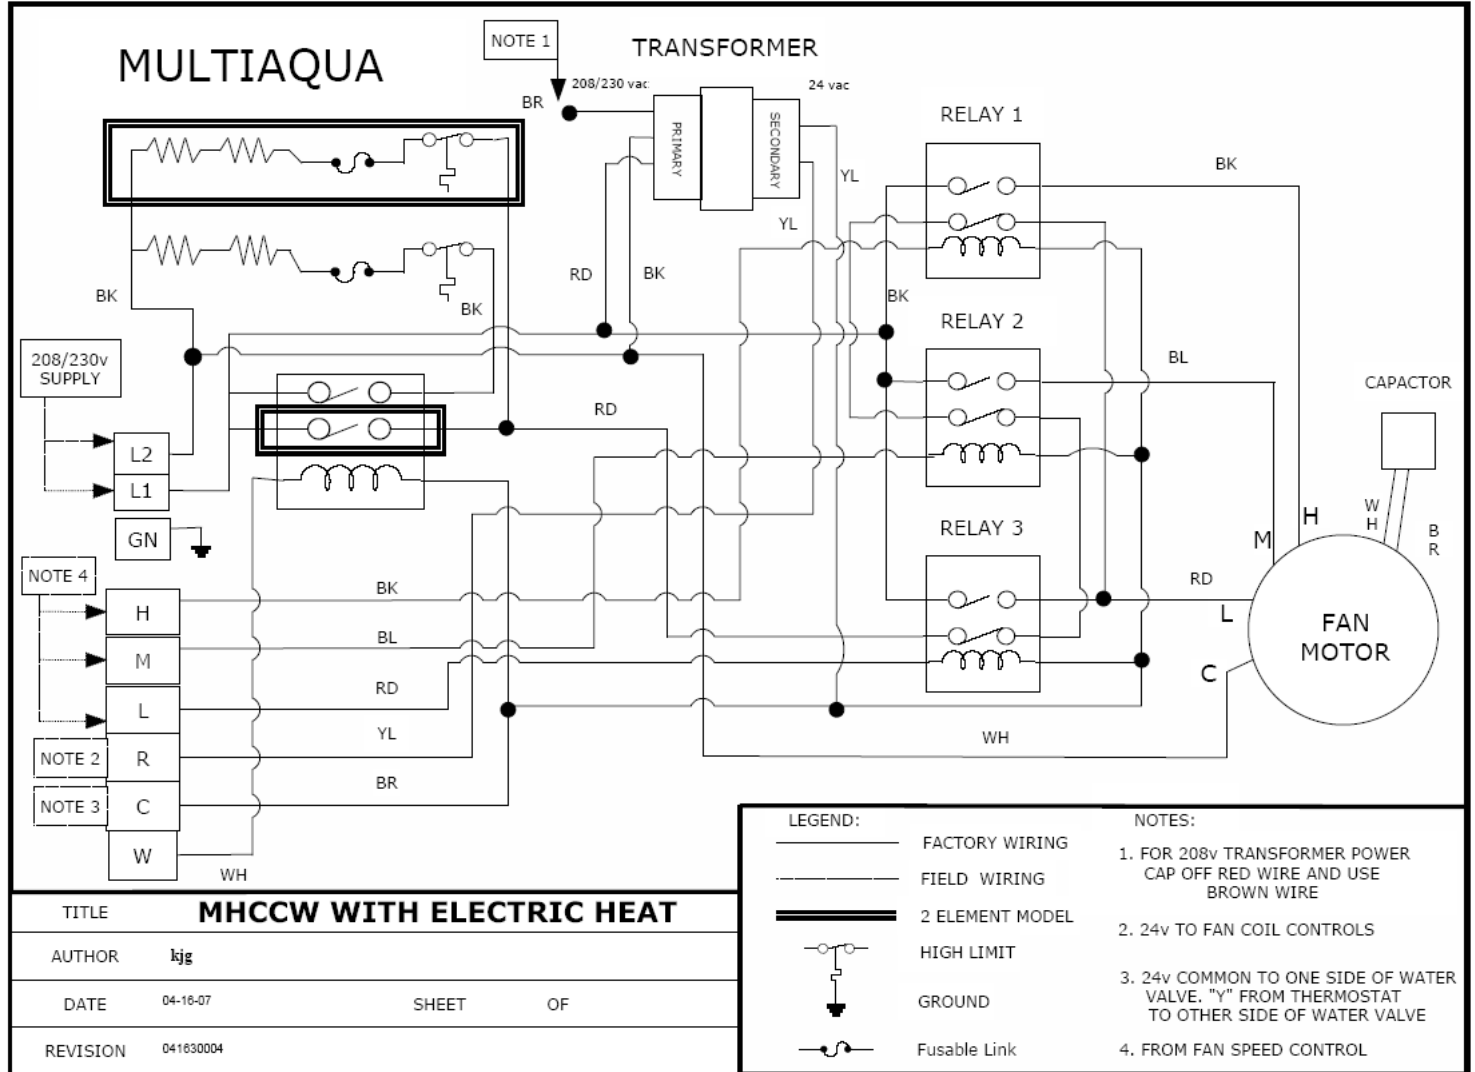 NOTE 1
TRANSFORMER
MULTIAQUA
208/230 vac
24 vac
BR
PRIMARY
SECONDARY
RELAY 1
YL
BK
YL
RD
BK
BK
BK
BK
RELAY 2
208/230v
SUPPLY
BL
CAPACTOR
RD
L2
L1
GN
RELAY 3
W
H
B
R
H
M
NOTE 4
BK
RD
H
L
FAN
MOTOR
BL
M
C
RD
L
YL
WH
NOTE 2
R
BR
NOTE 3
C
W
WH
LEGEND:
FACTORY WIRING
FIELD WIRING
2 ELEMENT MODEL
HIGH LIMIT
GROUND
Fusable Link
NOTES:
1. FOR 208v TRANSFORMER POWER
CAP OFF RED WIRE AND USE
BROWN WIRE
2. 24v TO FAN COIL CONTROLS
3. 24v COMMON TO ONE SIDE OF WATER
VALVE. "Y" FROM THERMOSTAT
TO OTHER SIDE OF WATER VALVE
4. FROM FAN SPEED CONTROL
TITLE MHCCW WITH ELECTRIC HEAT
AUTHOR kjg
DATE 04-16-07 SHEET OF
REVISION 041630004